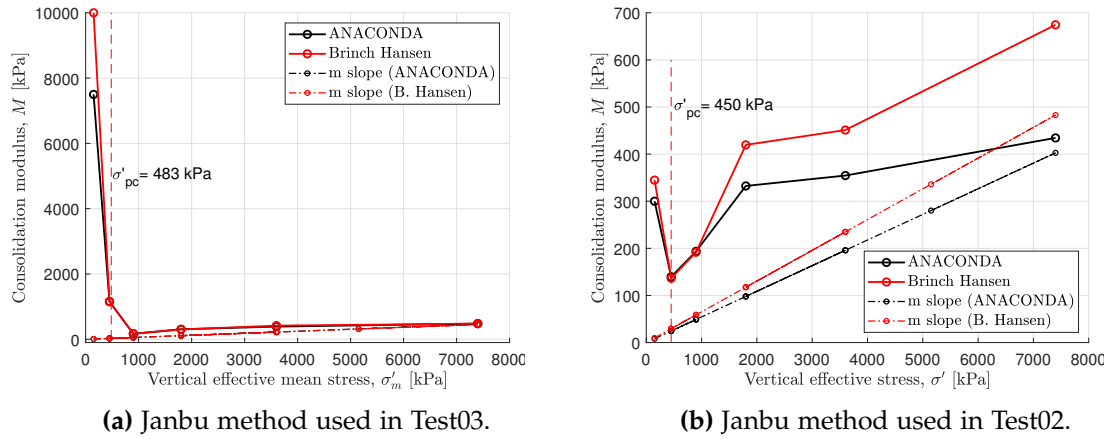 10000
8000
6000
4000
2000
0
Consolidation modulus, M [kPa]
ANACONDA
Brinch Hansen
m slope (ANACONDA)
m slope (B. Hansen)
σ'pc= 483 kPa
0 1000 2000 3000 4000 5000 6000 7000 8000
Vertical effective mean stress, σ′m [kPa]
(a) Janbu method used in Test03.
700
600
500
400
300
200
100
0
Consolidation modulus, M [kPa]
σ'pc= 450 kPa
ANACONDA
Brinch Hansen
m slope (ANACONDA)
m slope (B. Hansen)
0 1000 2000 3000 4000 5000 6000 7000 8000
Vertical effective stress, σ′ [kPa]
(b) Janbu method used in Test02.